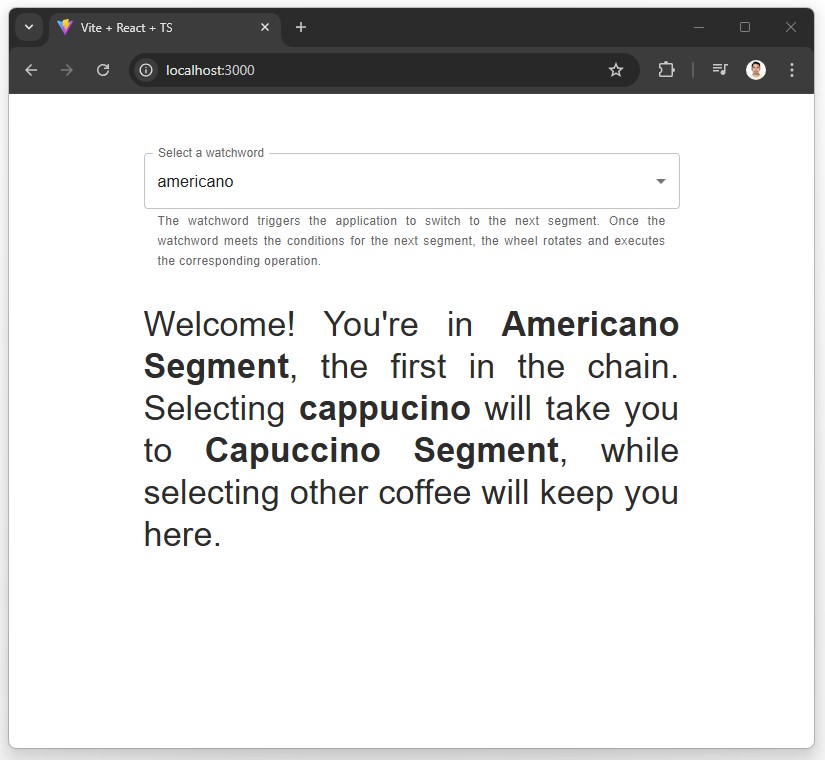 Vite + React + TS
localhost:3000
Select a watchword
americano
The watchword triggers the application to switch to the next segment. Once the
watchword meets the conditions for the next segment, the wheel rotates and executes
the corresponding operation.
Welcome! You're in Americano
Segment, the first in the chain.
Selecting cappucino will take you
to Capuccino Segment, while
selecting other coffee will keep you
here.